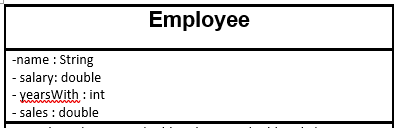 Employee
-name : String
- salary: double
- yearsWith : int
- sales : double